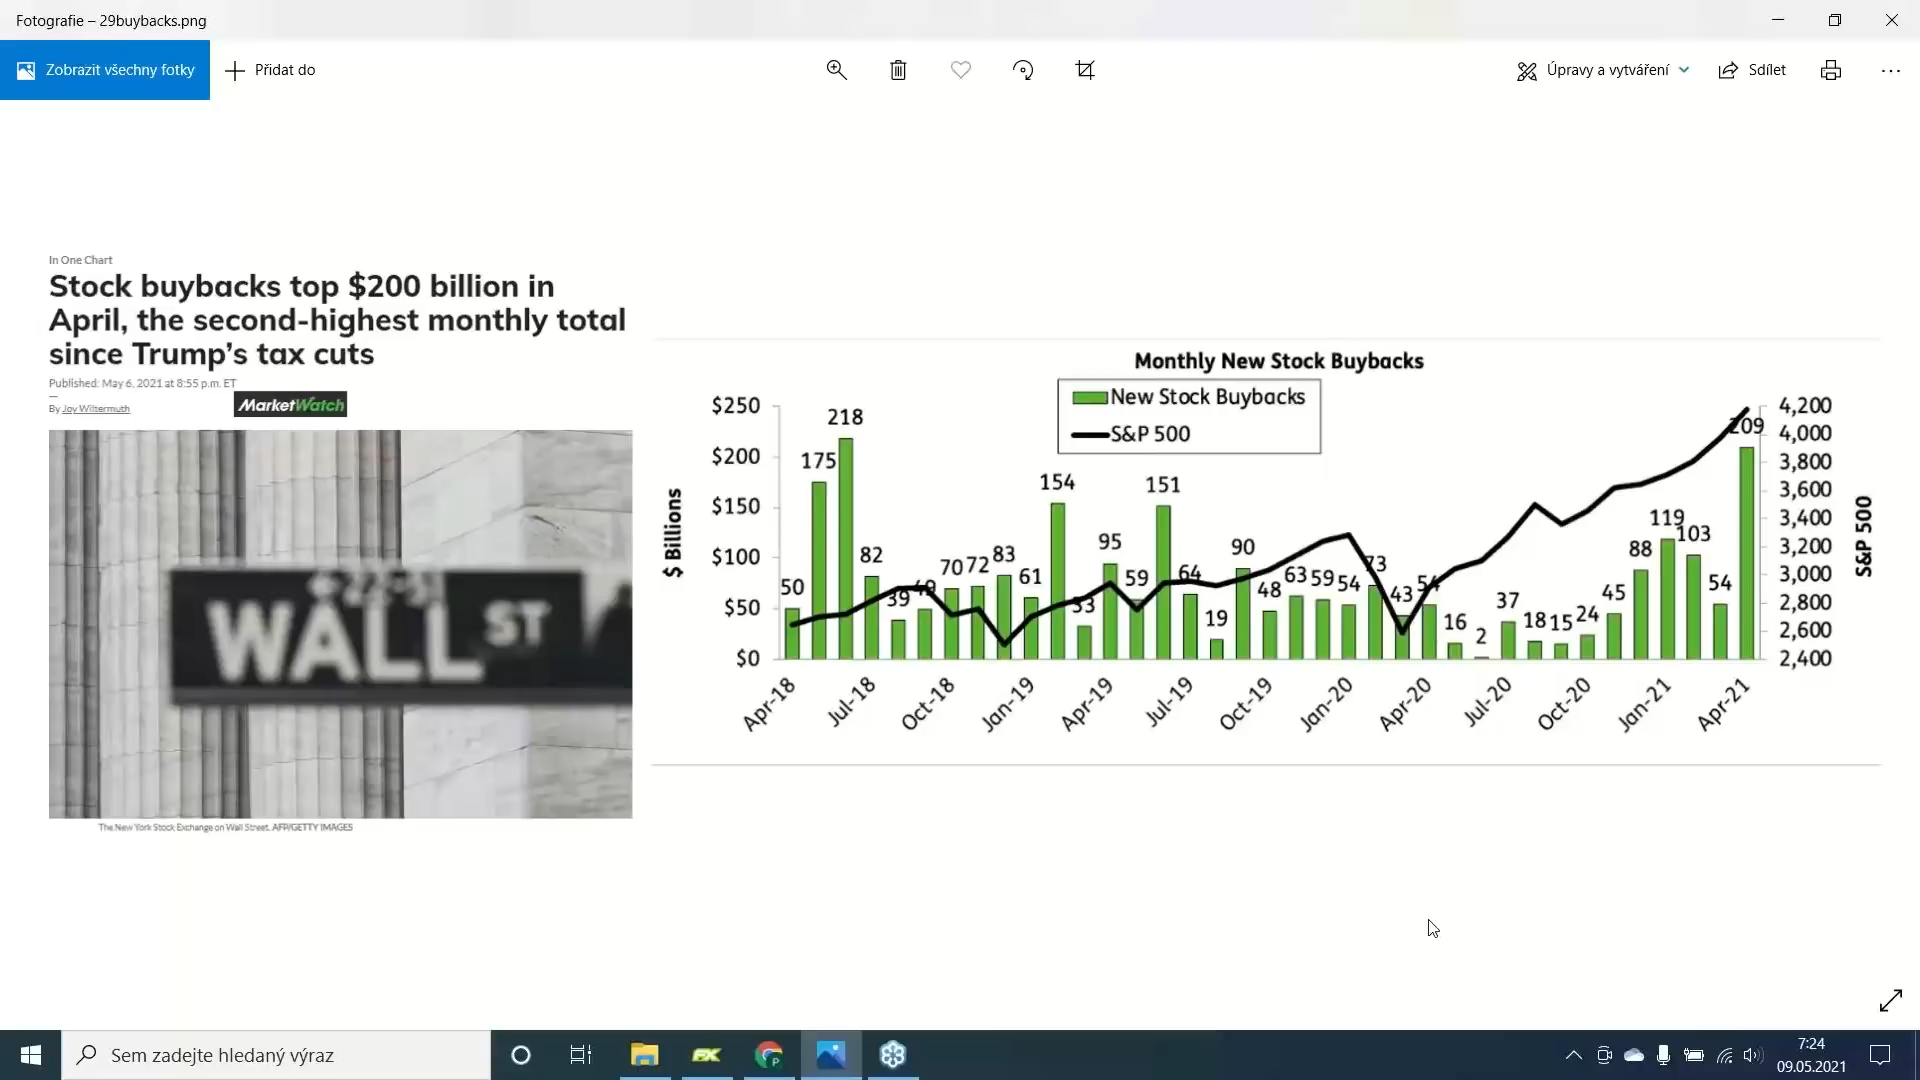 Fotografie – 29buybacks.png
Zobrazit všechny fotky
Přidat do
Úpravy a vytváření
Sdílet
In One Chart
Stock buybacks top $200 billion in
April, the second-highest monthly total
since Trump's tax cuts
Published: May 6, 2021 at 8:55 p.m. ET
By Joy Wiltermuth
MarketWatch
WALL ST
The New York Stock Exchange on Wall Street. AFP/GETTY IMAGES
Monthly New Stock Buybacks
New Stock Buybacks
S&P 500
$ Billions
$250
$200
$150
$100
$50
$0
50 175 218 82 39 49 70 72 83 61 154 33 95 59 151 64 19 90 48 63 59 54 73 43 54 16 2 37 18 15 24 45 88 119 103 54 209
4,200
4,000
3,800
3,600
3,400
3,200
3,000
2,800
2,600
2,400
S&P 500
Apr-18 Jul-18 Oct-18 Jan-19 Apr-19 Jul-19 Oct-19 Jan-20 Apr-20 Jul-20 Oct-20 Jan-21 Apr-21
Sem zadejte hledaný výraz
FX
P
7:24
09.05.2021